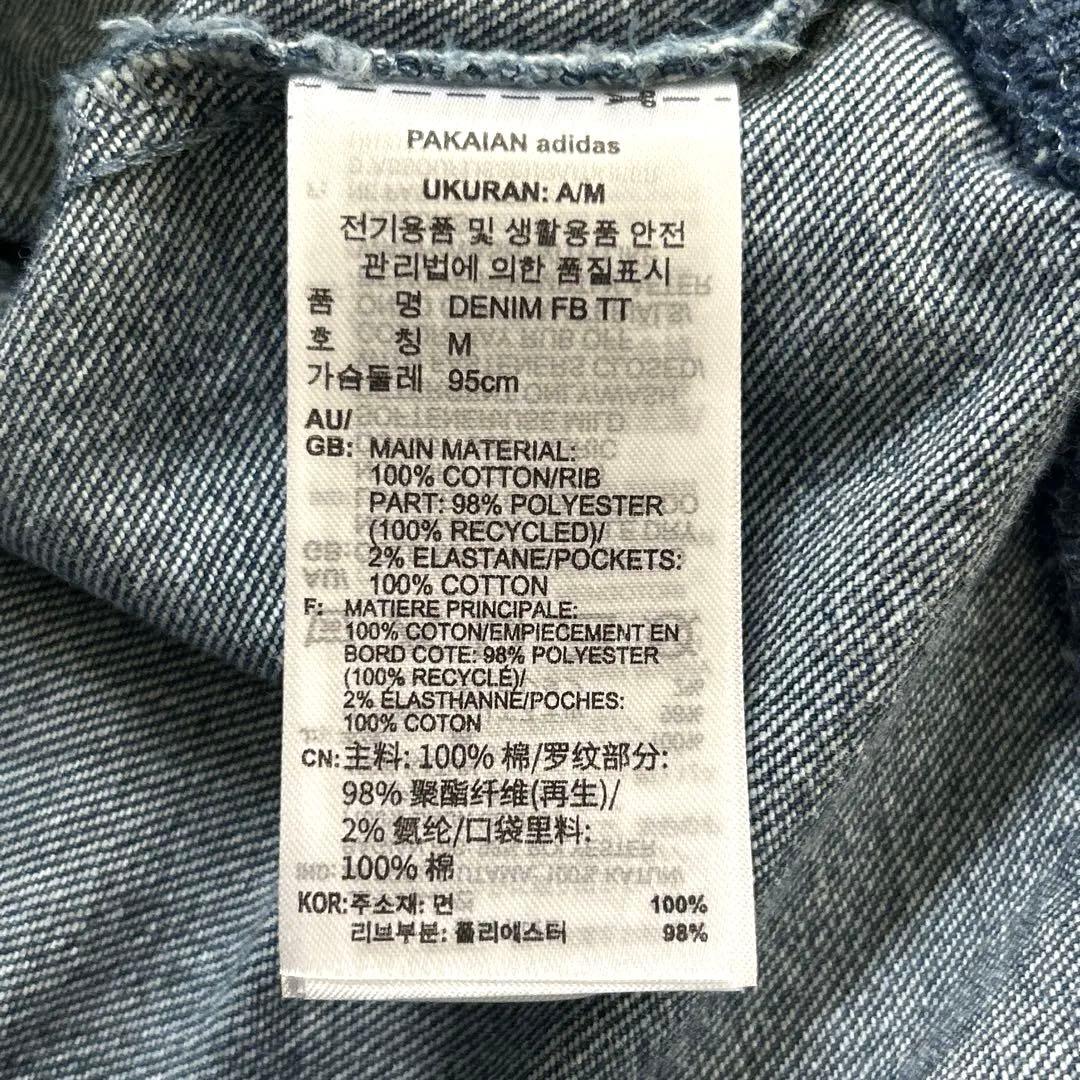 PAKAIAN adidas
UKURAN: A/M
전기용품 및 생활용품 안전
관리법에 의한 품질표시
품 명 DENIM FB TT
호 칭 M
가슴둘레 95cm
AU/
GB: MAIN MATERIAL:
100% COTTON/RIB
PART: 98% POLYESTER
(100% RECYCLED)/
2% ELASTANE/POCKETS:
100% COTTON
F: MATIERE PRINCIPALE:
100% COTON/EMPIECEMENT EN
BORD COTE: 98% POLYESTER
(100% RECYCLÉ)/
2% ÉLASTHANNE/POCHES:
100% COTON
CN: 主料: 100% 棉/罗纹部分:
98% 聚酯纤维(再生)/
2% 氨纶/口袋里料:
100% 棉
KOR: 주소재: 면 100%
리브부분: 폴리에스터 98%